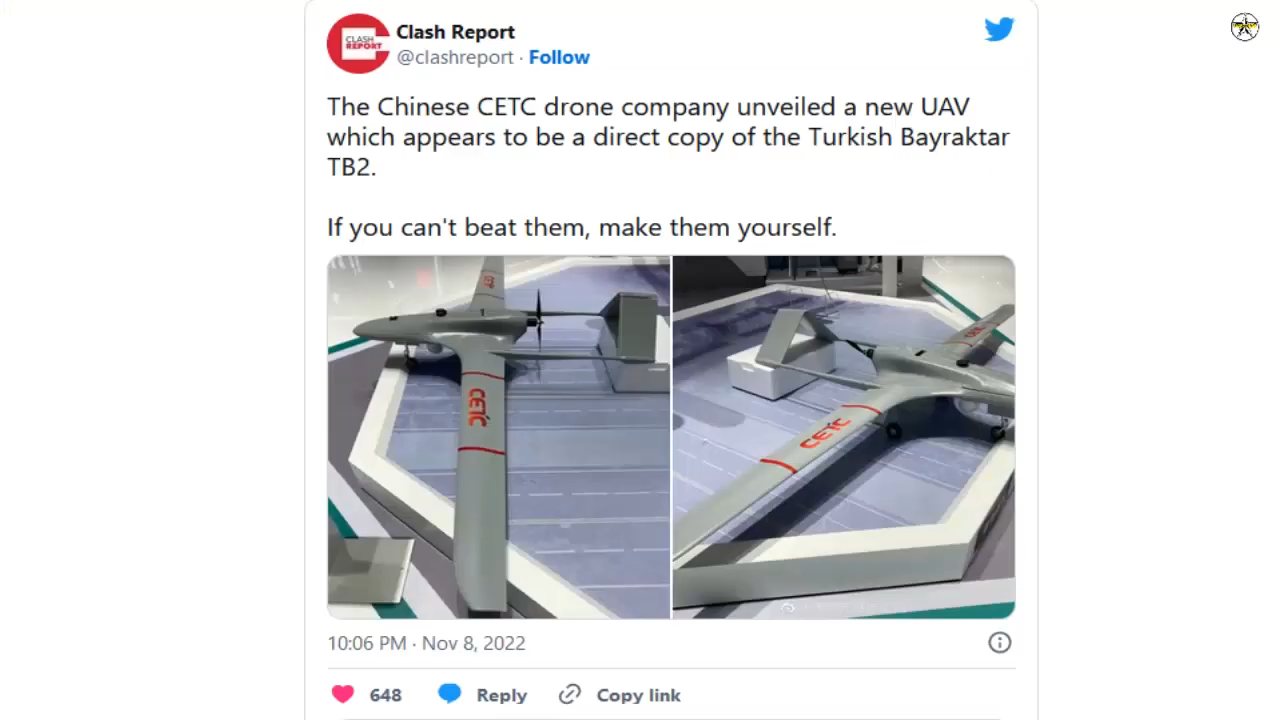 CLASH
REPORT
Clash Report
@clashreport · Follow
The Chinese CETC drone company unveiled a new UAV
which appears to be a direct copy of the Turkish Bayraktar
TB2.
If you can't beat them, make them yourself.
CETC
CETC
10:06 PM · Nov 8, 2022
648
Reply
Copy link